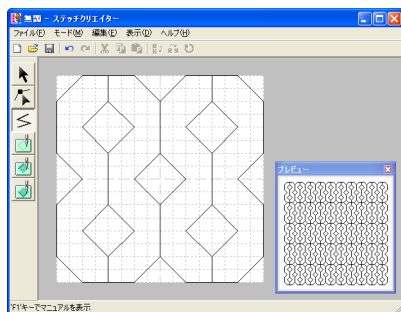 無題 - ステッチクリエイター
ファイル(F) モード(M) 編集(E) 表示(D) ヘルプ(H)
プレビュー
'F1'キーでマニュアルを表示